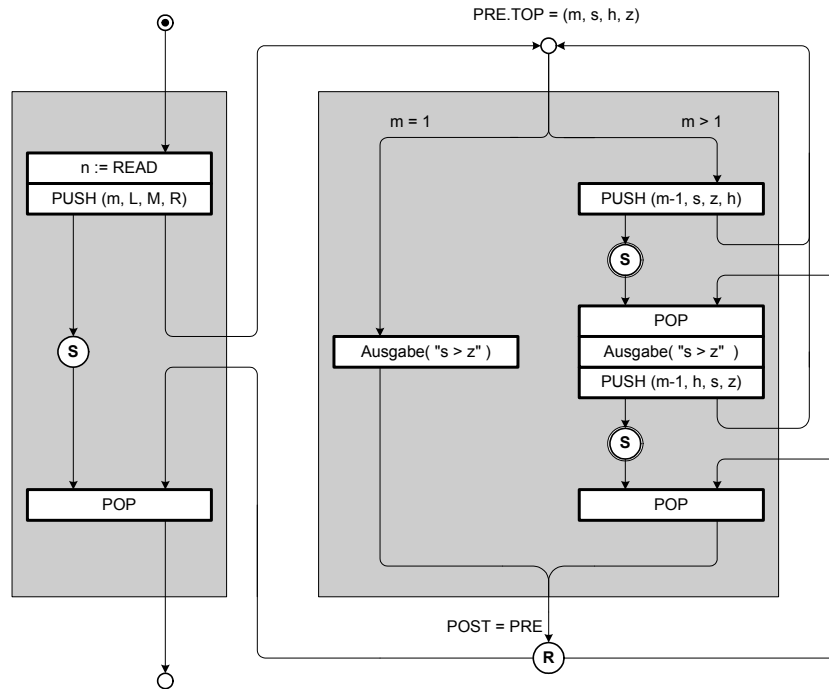 PRE.TOP = (m, s, h, z)
m = 1
m > 1
n := READ
PUSH (m, L, M, R)
S
POP
Ausgabe( "s > z" )
PUSH (m-1, s, z, h)
S
POP
Ausgabe( "s > z" )
PUSH (m-1, h, s, z)
S
POP
POST = PRE
R